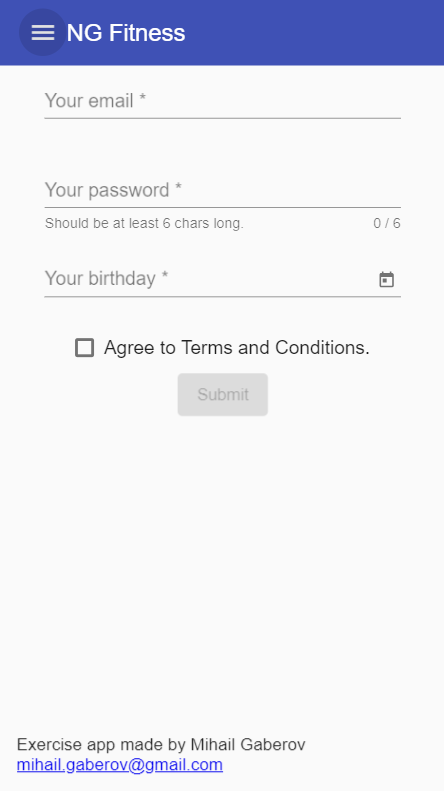 NG Fitness
Your email *
Your password *
Should be at least 6 chars long. 0 / 6
Your birthday *
Agree to Terms and Conditions.
Submit
Exercise app made by Mihail Gaberov
mihail.gaberov@gmail.com